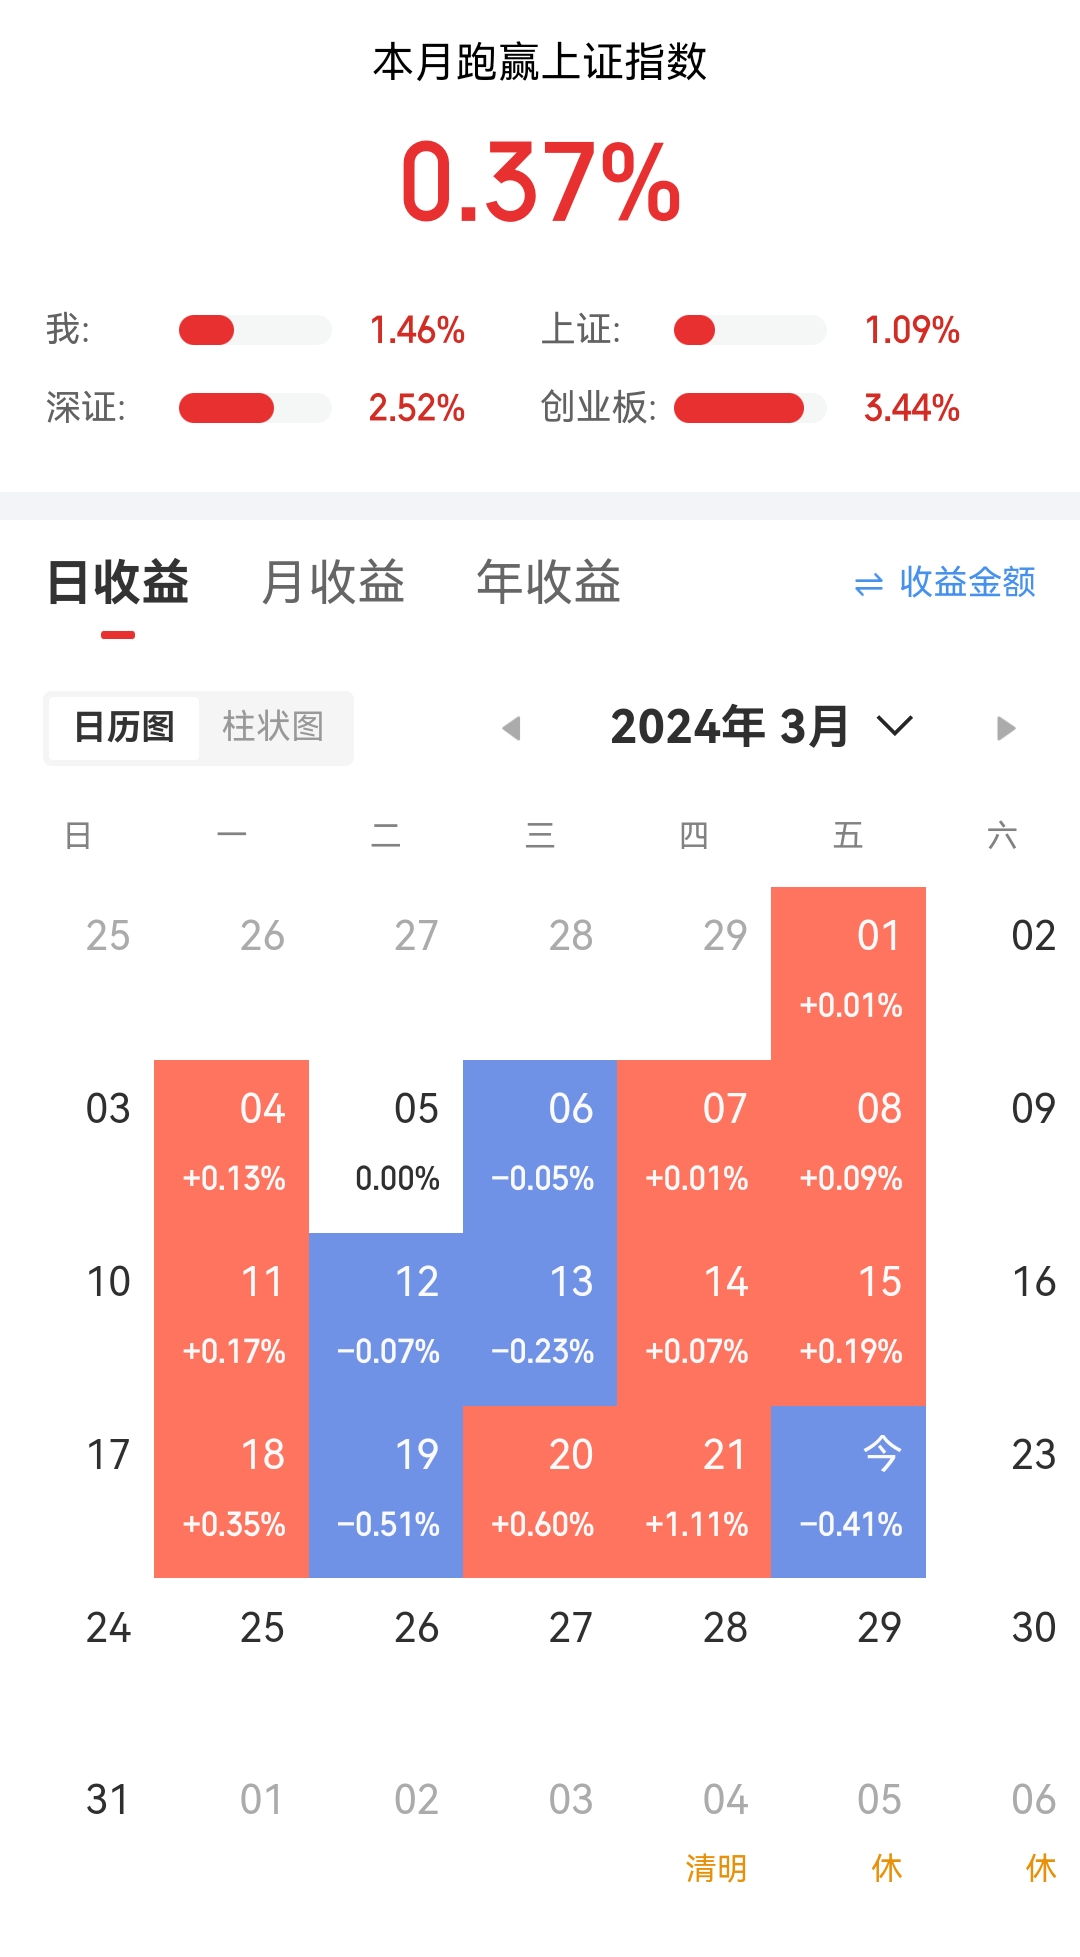 本月跑赢上证指数
0.37%
我: 1.46% 上证: 1.09%
深证: 2.52% 创业板: 3.44%
日收益 月收益 年收益 ⇌ 收益金额
日历图 柱状图 ◀ 2024年 3月 ▶
日 一 二 三 四 五 六
25 26 27 28 29 01 02
+0.01%
03 04 05 06 07 08 09
+0.13% 0.00% −0.05% +0.01% +0.09%
10 11 12 13 14 15 16
+0.17% −0.07% −0.23% +0.07% +0.19%
17 18 19 20 21 今 23
+0.35% −0.51% +0.60% +1.11% −0.41%
24 25 26 27 28 29 30
31 01 02 03 04 05 06
清明 休 休